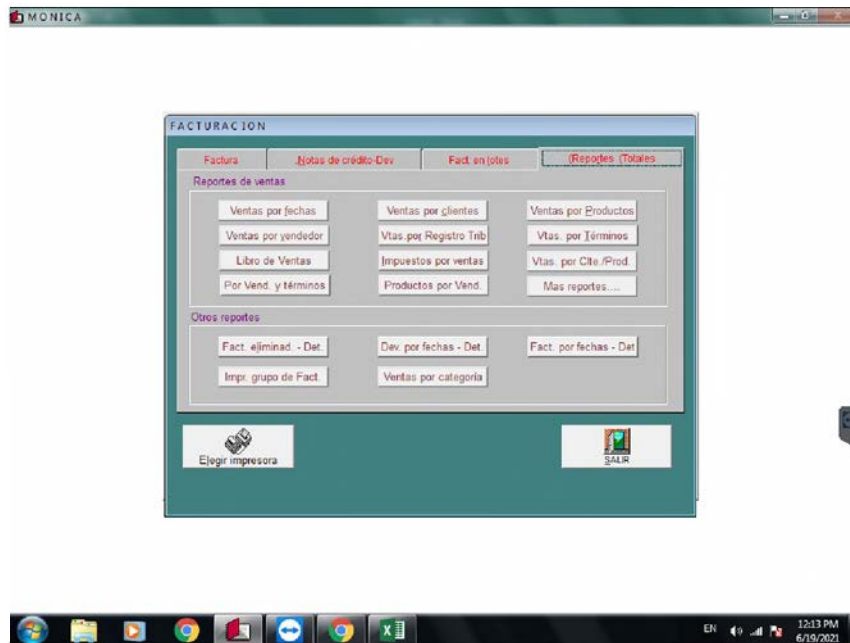 MONICA
FACTURACION
Factura
.Notas de crédito-Dev
Fact. en lotes
(Reportes (Totales
Reportes de ventas
Ventas por fechas
Ventas por clientes
Ventas por Productos
Ventas por vendedor
Vtas.por Registro Trib
Vtas. por Términos
Libro de Ventas
Impuestos por ventas
Vtas. por Clte./Prod.
Por Vend. y términos
Productos por Vend.
Mas reportes....
Otros reportes
Fact. eliminad. - Det.
Dev. por fechas - Det.
Fact. por fechas - Det
Impr. grupo de Fact.
Ventas por categoría
Elegir impresora
SALIR
EN
12:13 PM
6/19/2021